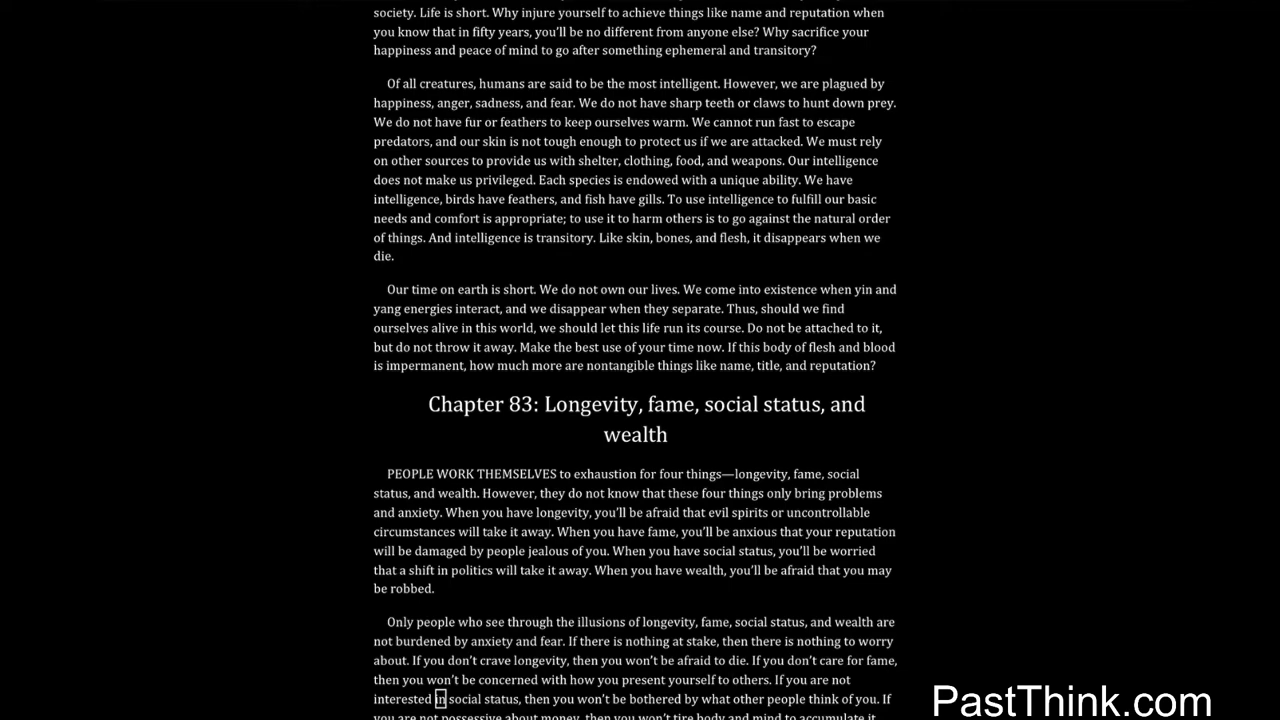 society. Life is short. Why injure yourself to achieve things like name and reputation when
you know that in fifty years, you’ll be no different from anyone else? Why sacrifice your
happiness and peace of mind to go after something ephemeral and transitory?
Of all creatures, humans are said to be the most intelligent. However, we are plagued by
happiness, anger, sadness, and fear. We do not have sharp teeth or claws to hunt down prey.
We do not have fur or feathers to keep ourselves warm. We cannot run fast to escape
predators, and our skin is not tough enough to protect us if we are attacked. We must rely
on other sources to provide us with shelter, clothing, food, and weapons. Our intelligence
does not make us privileged. Each species is endowed with a unique ability. We have
intelligence, birds have feathers, and fish have gills. To use intelligence to fulfill our basic
needs and comfort is appropriate; to use it to harm others is to go against the natural order
of things. And intelligence is transitory. Like skin, bones, and flesh, it disappears when we
die.
Our time on earth is short. We do not own our lives. We come into existence when yin and
yang energies interact, and we disappear when they separate. Thus, should we find
ourselves alive in this world, we should let this life run its course. Do not be attached to it,
but do not throw it away. Make the best use of your time now. If this body of flesh and blood
is impermanent, how much more are nontangible things like name, title, and reputation?
Chapter 83: Longevity, fame, social status, and
wealth
PEOPLE WORK THEMSELVES to exhaustion for four things—longevity, fame, social
status, and wealth. However, they do not know that these four things only bring problems
and anxiety. When you have longevity, you’ll be afraid that evil spirits or uncontrollable
circumstances will take it away. When you have fame, you’ll be anxious that your reputation
will be damaged by people jealous of you. When you have social status, you’ll be worried
that a shift in politics will take it away. When you have wealth, you’ll be afraid that you may
be robbed.
Only people who see through the illusions of longevity, fame, social status, and wealth are
not burdened by anxiety and fear. If there is nothing at stake, then there is nothing to worry
about. If you don’t crave longevity, then you won’t be afraid to die. If you don’t care for fame,
then you won’t be concerned with how you present yourself to others. If you are not
interested in social status, then you won’t be bothered by what other people think of you. If
you are not possessive about money, then you won’t tire body and mind to accumulate it.
PastThink.com